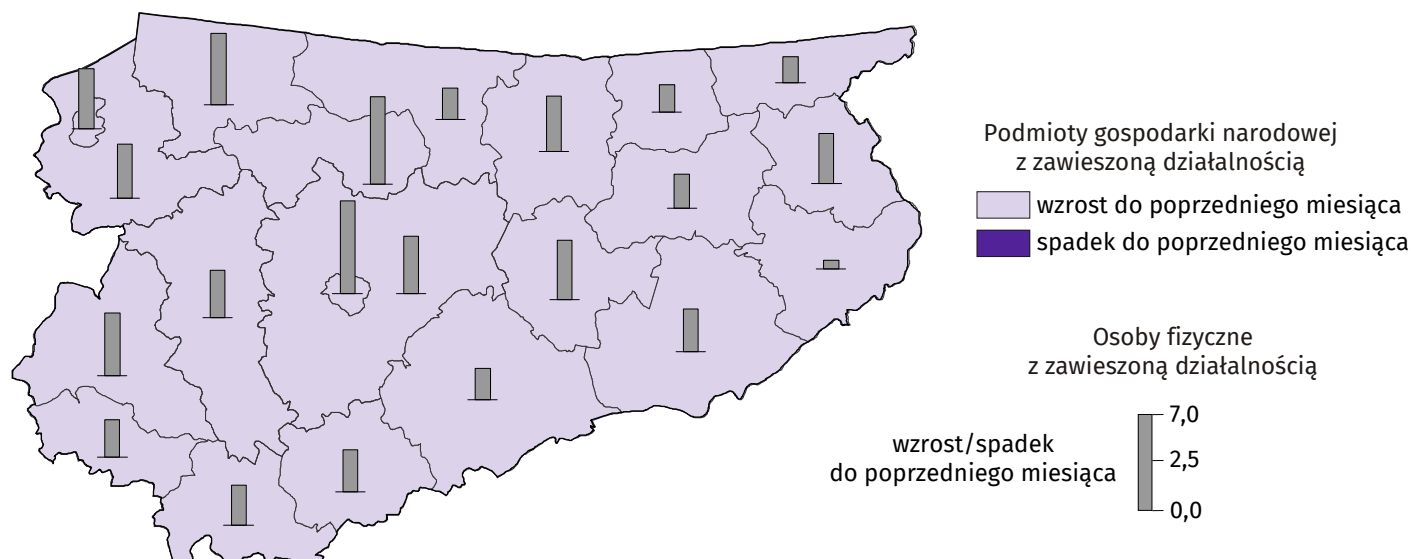 Podmioty gospodarki narodowej
z zawieszoną działalnością
wzrost do poprzedniego miesiąca
spadek do poprzedniego miesiąca
Osoby fizyczne
z zawieszoną działalnością
wzrost/spadek
do poprzedniego miesiąca
7,0
2,5
0,0